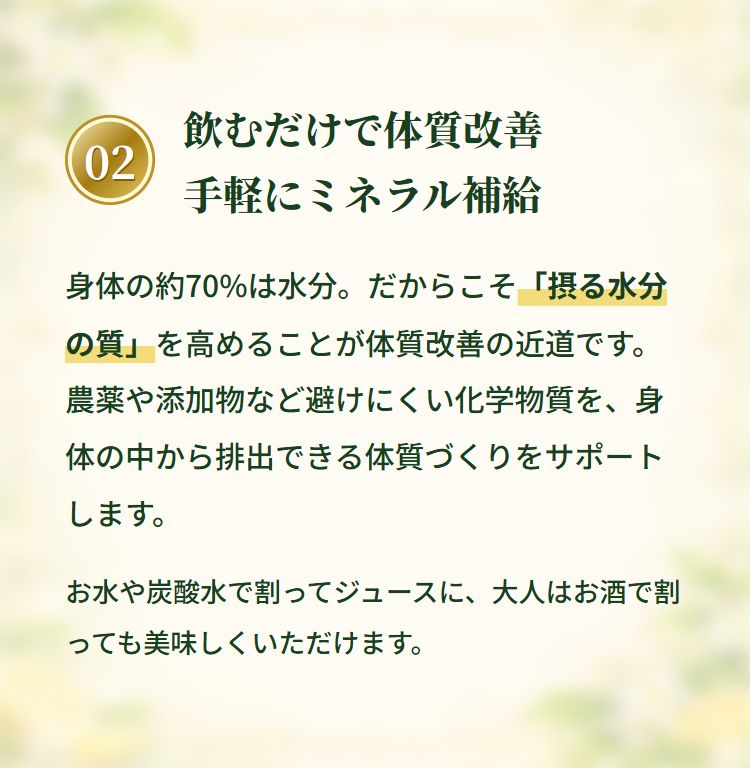 02
飲むだけで体質改善
手軽にミネラル補給
身体の約70%は水分。だからこそ「摂る水分
の質」を高めることが体質改善の近道です。
農薬や添加物など避けにくい化学物質を、身
体の中から排出できる体質づくりをサポート
します。
お水や炭酸水で割ってジュースに、大人はお酒で割
っても美味しくいただけます。